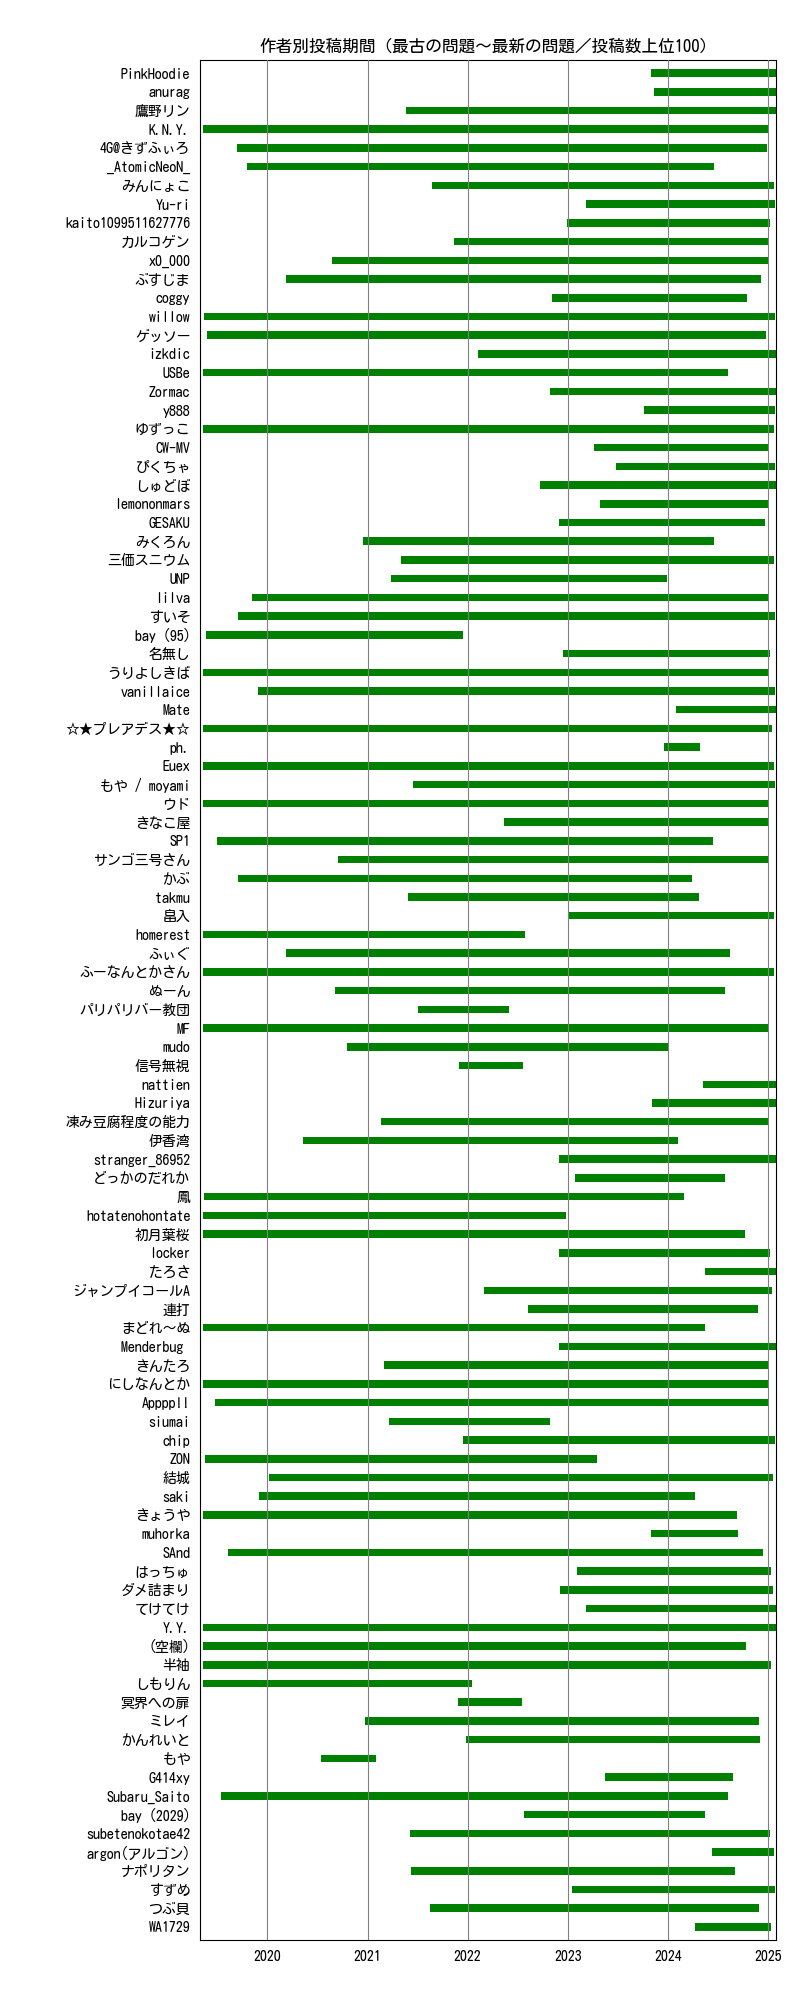 作者別投稿期間（最古の問題～最新の問題／投稿数上位100）
PinkHoodie
anurag
鷹野リン
K.N.Y.
4G@きずふぃろ
_AtomicNeoN_
みんにょこ
Yu-ri
kaito1099511627776
カルコゲン
x0_000
ぶすじま
coggy
willow
ゲッソー
izkdic
USBe
Zormac
y888
ゆずっこ
CW-MV
ぴくちゃ
しゅどぼ
lemononmars
GESAKU
みくろん
三価スニウム
UNP
lilva
すいそ
bay (95)
名無し
うりよしきば
vanillaice
Mate
☆★プレアデス★☆
ph.
Euex
もや / moyami
ウド
きなこ屋
SP1
サンゴ三号さん
かぶ
takmu
畠入
homerest
ふぃぐ
ふーなんとかさん
ぬーん
パリパリバー教団
MF
mudo
信号無視
nattien
Hizuriya
凍み豆腐程度の能力
伊香湾
stranger_86952
どっかのだれか
鳳
hotatenohontate
初月葉桜
locker
たろさ
ジャンプイコールA
連打
まどれ～ぬ
Menderbug
きんたろ
にしなんとか
Appppll
siumai
chip
ZON
結城
saki
きょうや
muhorka
SAnd
はっちゅ
ダメ詰まり
てけてけ
Y.Y.
(空欄)
半袖
しもりん
冥界への扉
ミレイ
かんれいと
もや
G414xy
Subaru_Saito
bay (2029)
subetenokotae42
argon(アルゴン)
ナポリタン
すずめ
つぶ貝
WA1729
2020 2021 2022 2023 2024 2025